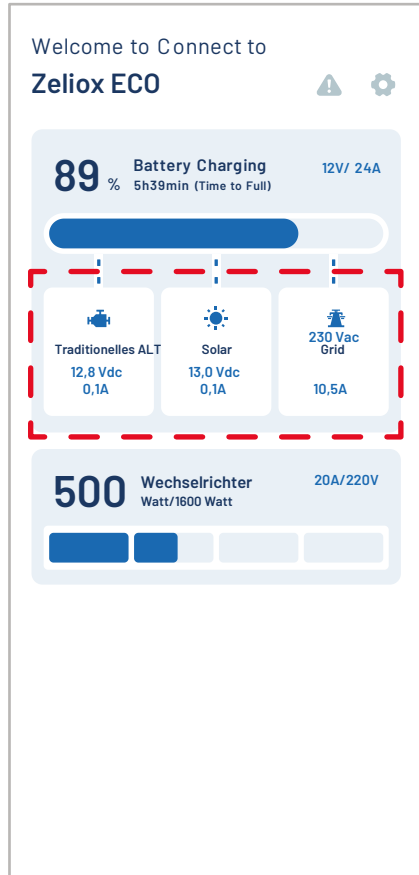 Welcome to Connect to
Zeliox ECO
89 %
Battery Charging
5h39min (Time to Full)
12V/ 24A
Traditionelles ALT
12,8 Vdc
0,1A
Solar
13,0 Vdc
0,1A
230 Vac
Grid
10,5A
500
Wechselrichter
Watt/1600 Watt
20A/220V